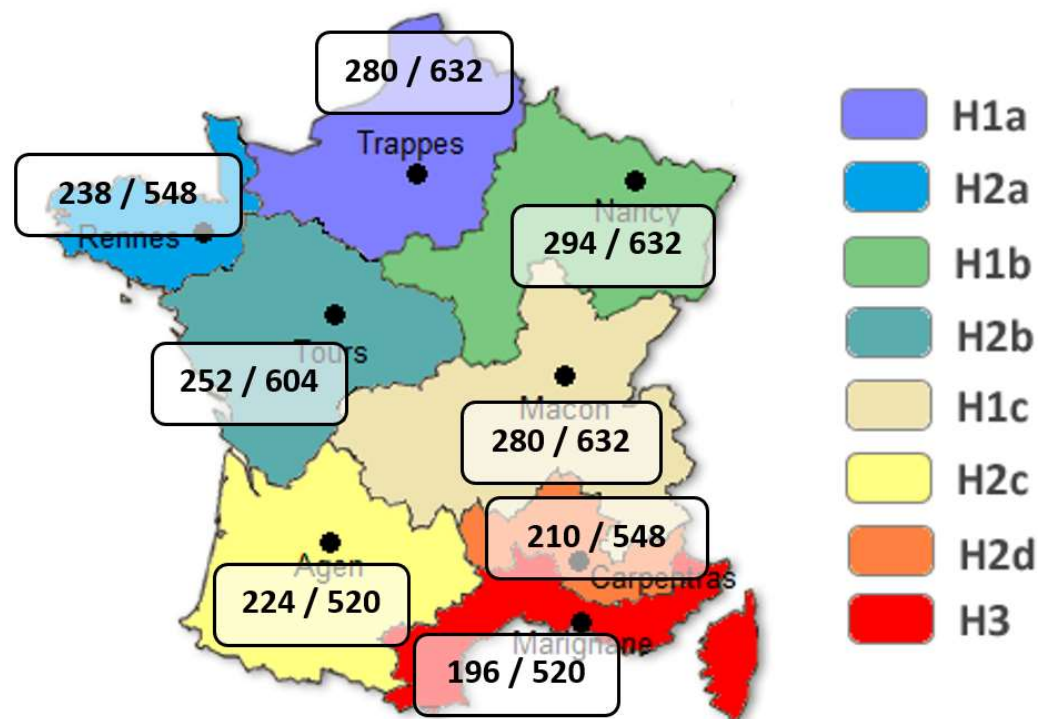 280 / 632
Trappes
238 / 548
Rennes
Nancy
294 / 632
Tours
252 / 604
Macon
280 / 632
210 / 548
Carpentras
Agen
224 / 520
Marignane
196 / 520
H1a
H2a
H1b
H2b
H1c
H2c
H2d
H3